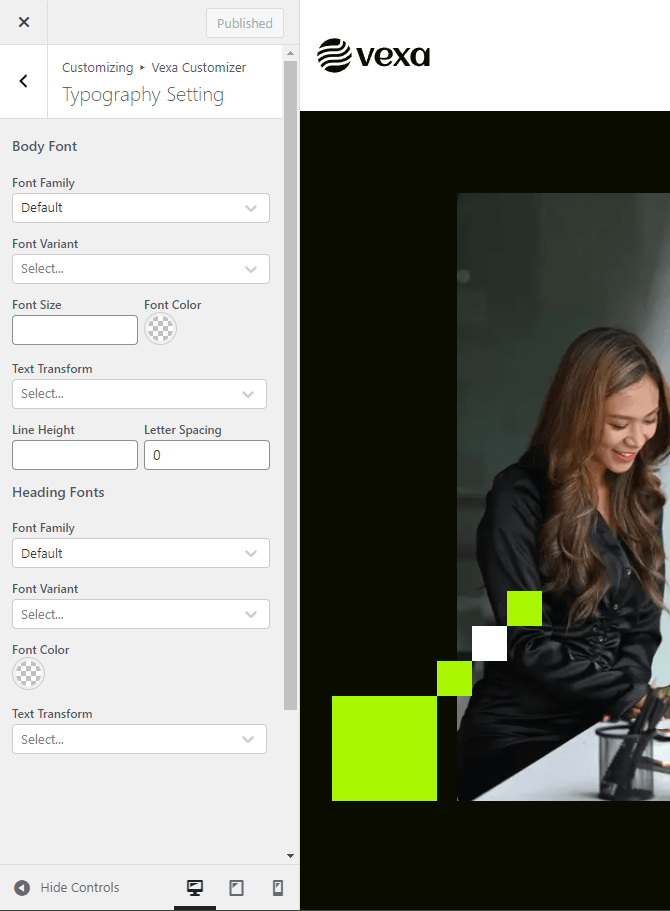 Published
Customizing ▸ Vexa Customizer
Typography Setting
vexa
Body Font
Font Family
Default
Font Variant
Select...
Font Size Font Color
Text Transform
Select...
Line Height Letter Spacing
0
Heading Fonts
Font Family
Default
Font Variant
Select...
Font Color
Text Transform
Select...
Hide Controls